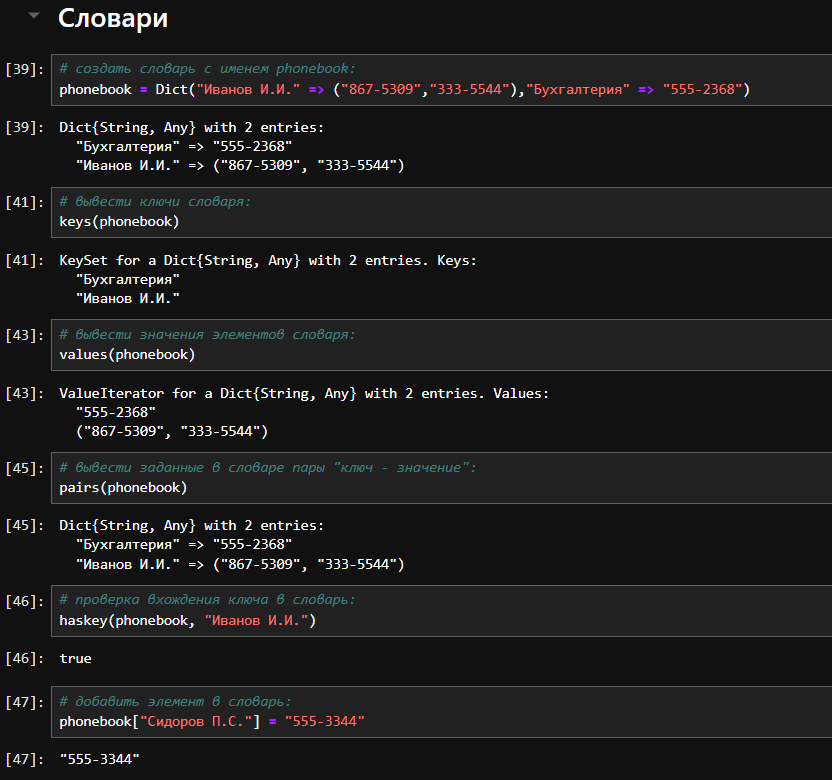 Словари
[39]: # создать словарь с именем phonebook:
phonebook = Dict("Иванов И.И." => ("867-5309","333-5544"),"Бухгалтерия" => "555-2368")
[39]: Dict{String, Any} with 2 entries:
"Бухгалтерия" => "555-2368"
"Иванов И.И." => ("867-5309", "333-5544")
[41]: # вывести ключи словаря:
keys(phonebook)
[41]: KeySet for a Dict{String, Any} with 2 entries. Keys:
"Бухгалтерия"
"Иванов И.И."
[43]: # вывести значения элементов словаря:
values(phonebook)
[43]: ValueIterator for a Dict{String, Any} with 2 entries. Values:
"555-2368"
("867-5309", "333-5544")
[45]: # вывести заданные в словаре пары "ключ - значение":
pairs(phonebook)
[45]: Dict{String, Any} with 2 entries:
"Бухгалтерия" => "555-2368"
"Иванов И.И." => ("867-5309", "333-5544")
[46]: # проверка вхождения ключа в словарь:
haskey(phonebook, "Иванов И.И.")
[46]: true
[47]: # добавить элемент в словарь:
phonebook["Сидоров П.С."] = "555-3344"
[47]: "555-3344"